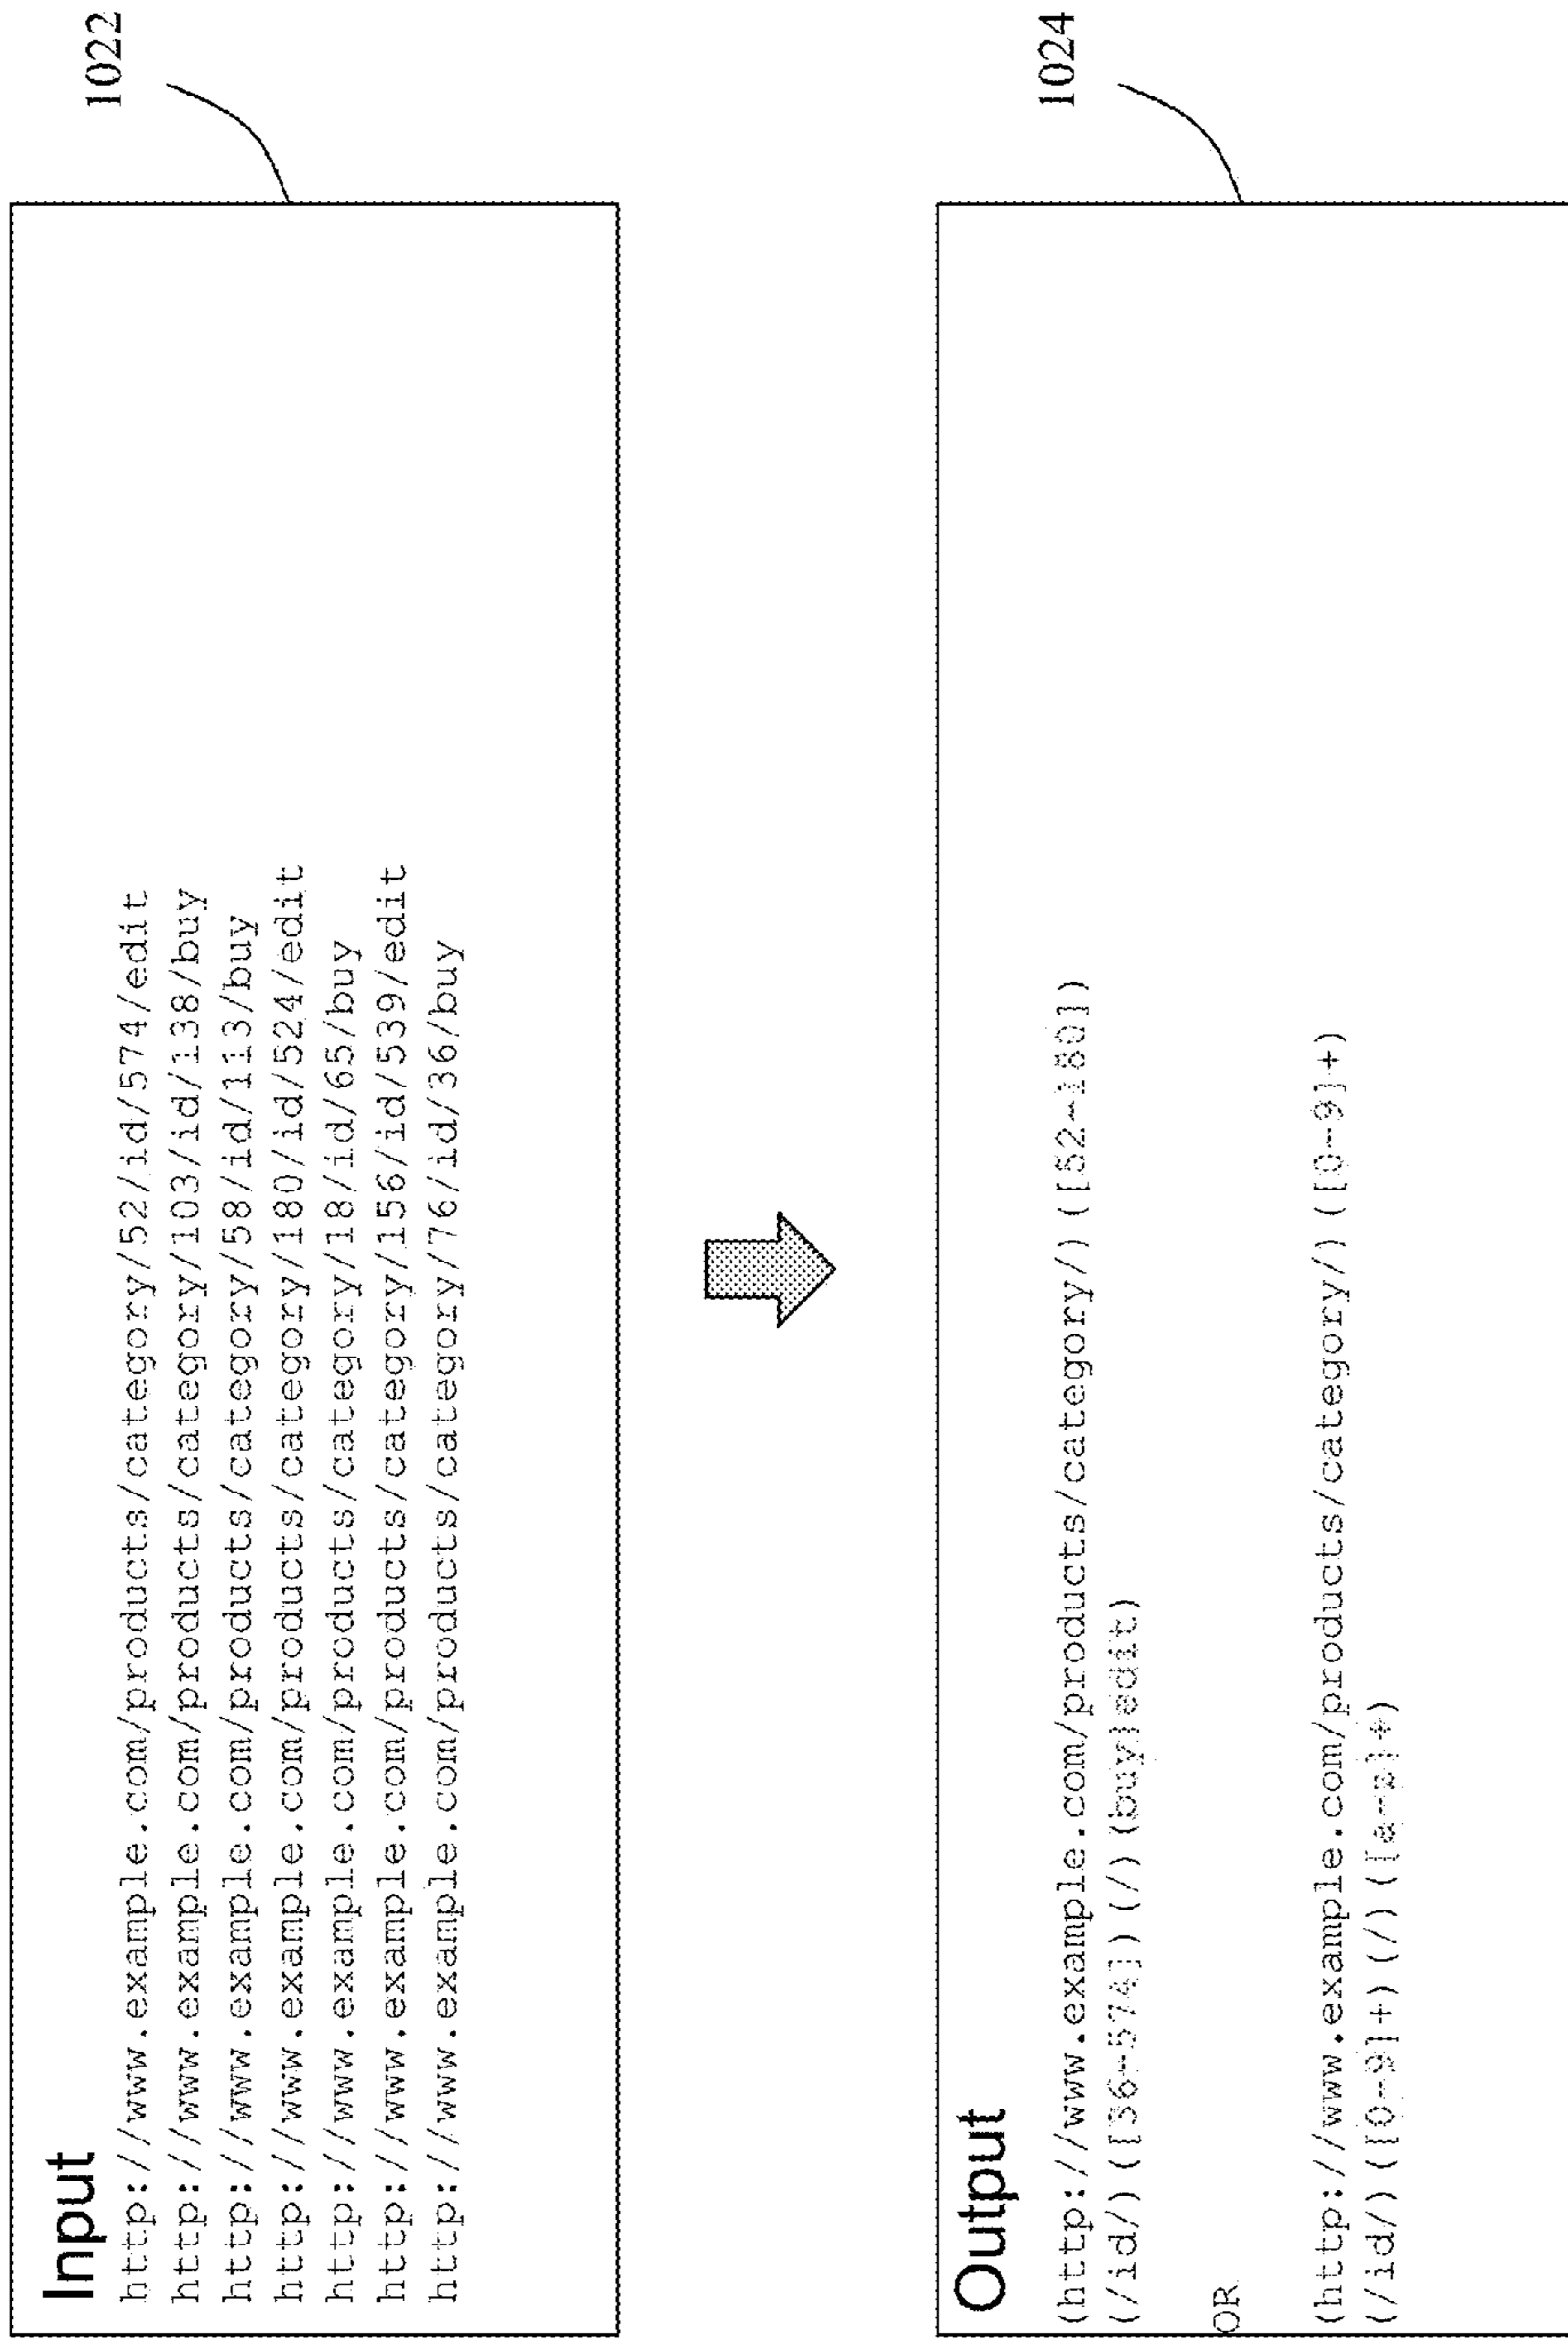 1022
Input
http://www.example.com/products/category/52/id/574/edit
http://www.example.com/products/category/103/id/138/buy
http://www.example.com/products/category/58/id/113/buy
http://www.example.com/products/category/180/id/524/edit
http://www.example.com/products/category/18/id/65/buy
http://www.example.com/products/category/156/id/539/edit
http://www.example.com/products/category/76/id/36/buy
1024
Output
(http://www.example.com/products/category/)([52-180])
(/id/)([36-574])(/)(buy|edit)
OR
(http://www.example.com/products/category/)([0-9]+)
(/id/)([0-9]+)(/)